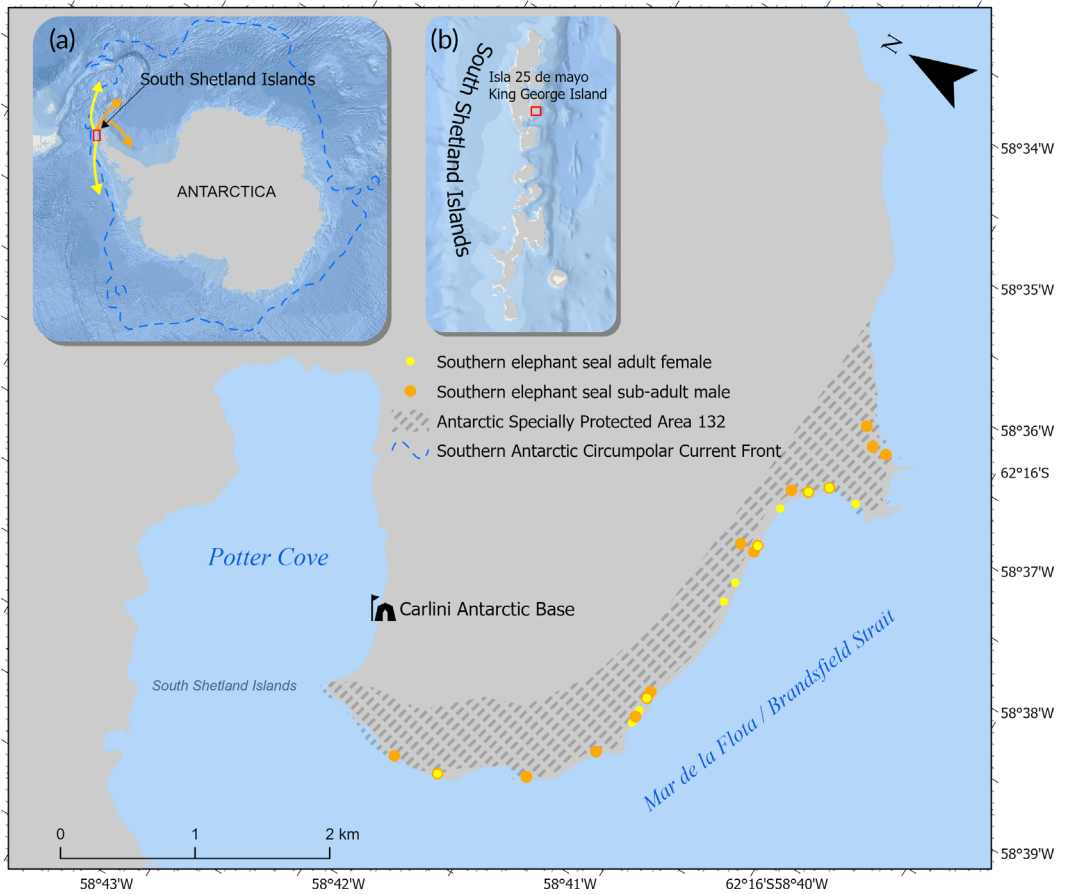 (a)
South Shetland Islands
ANTARCTICA
(b)
South Shetland Islands
Isla 25 de mayo
King George Island
N
Southern elephant seal adult female
Southern elephant seal sub-adult male
Antarctic Specially Protected Area 132
Southern Antarctic Circumpolar Current Front
Potter Cove
Carlini Antarctic Base
South Shetland Islands
Mar de la Flota / Brandsfield Strait
0 1 2 km
58°34'W
58°35'W
58°36'W
62°16'S
58°37'W
58°38'W
58°39'W
58°43'W 58°42'W 58°41'W 62°16'S58°40'W